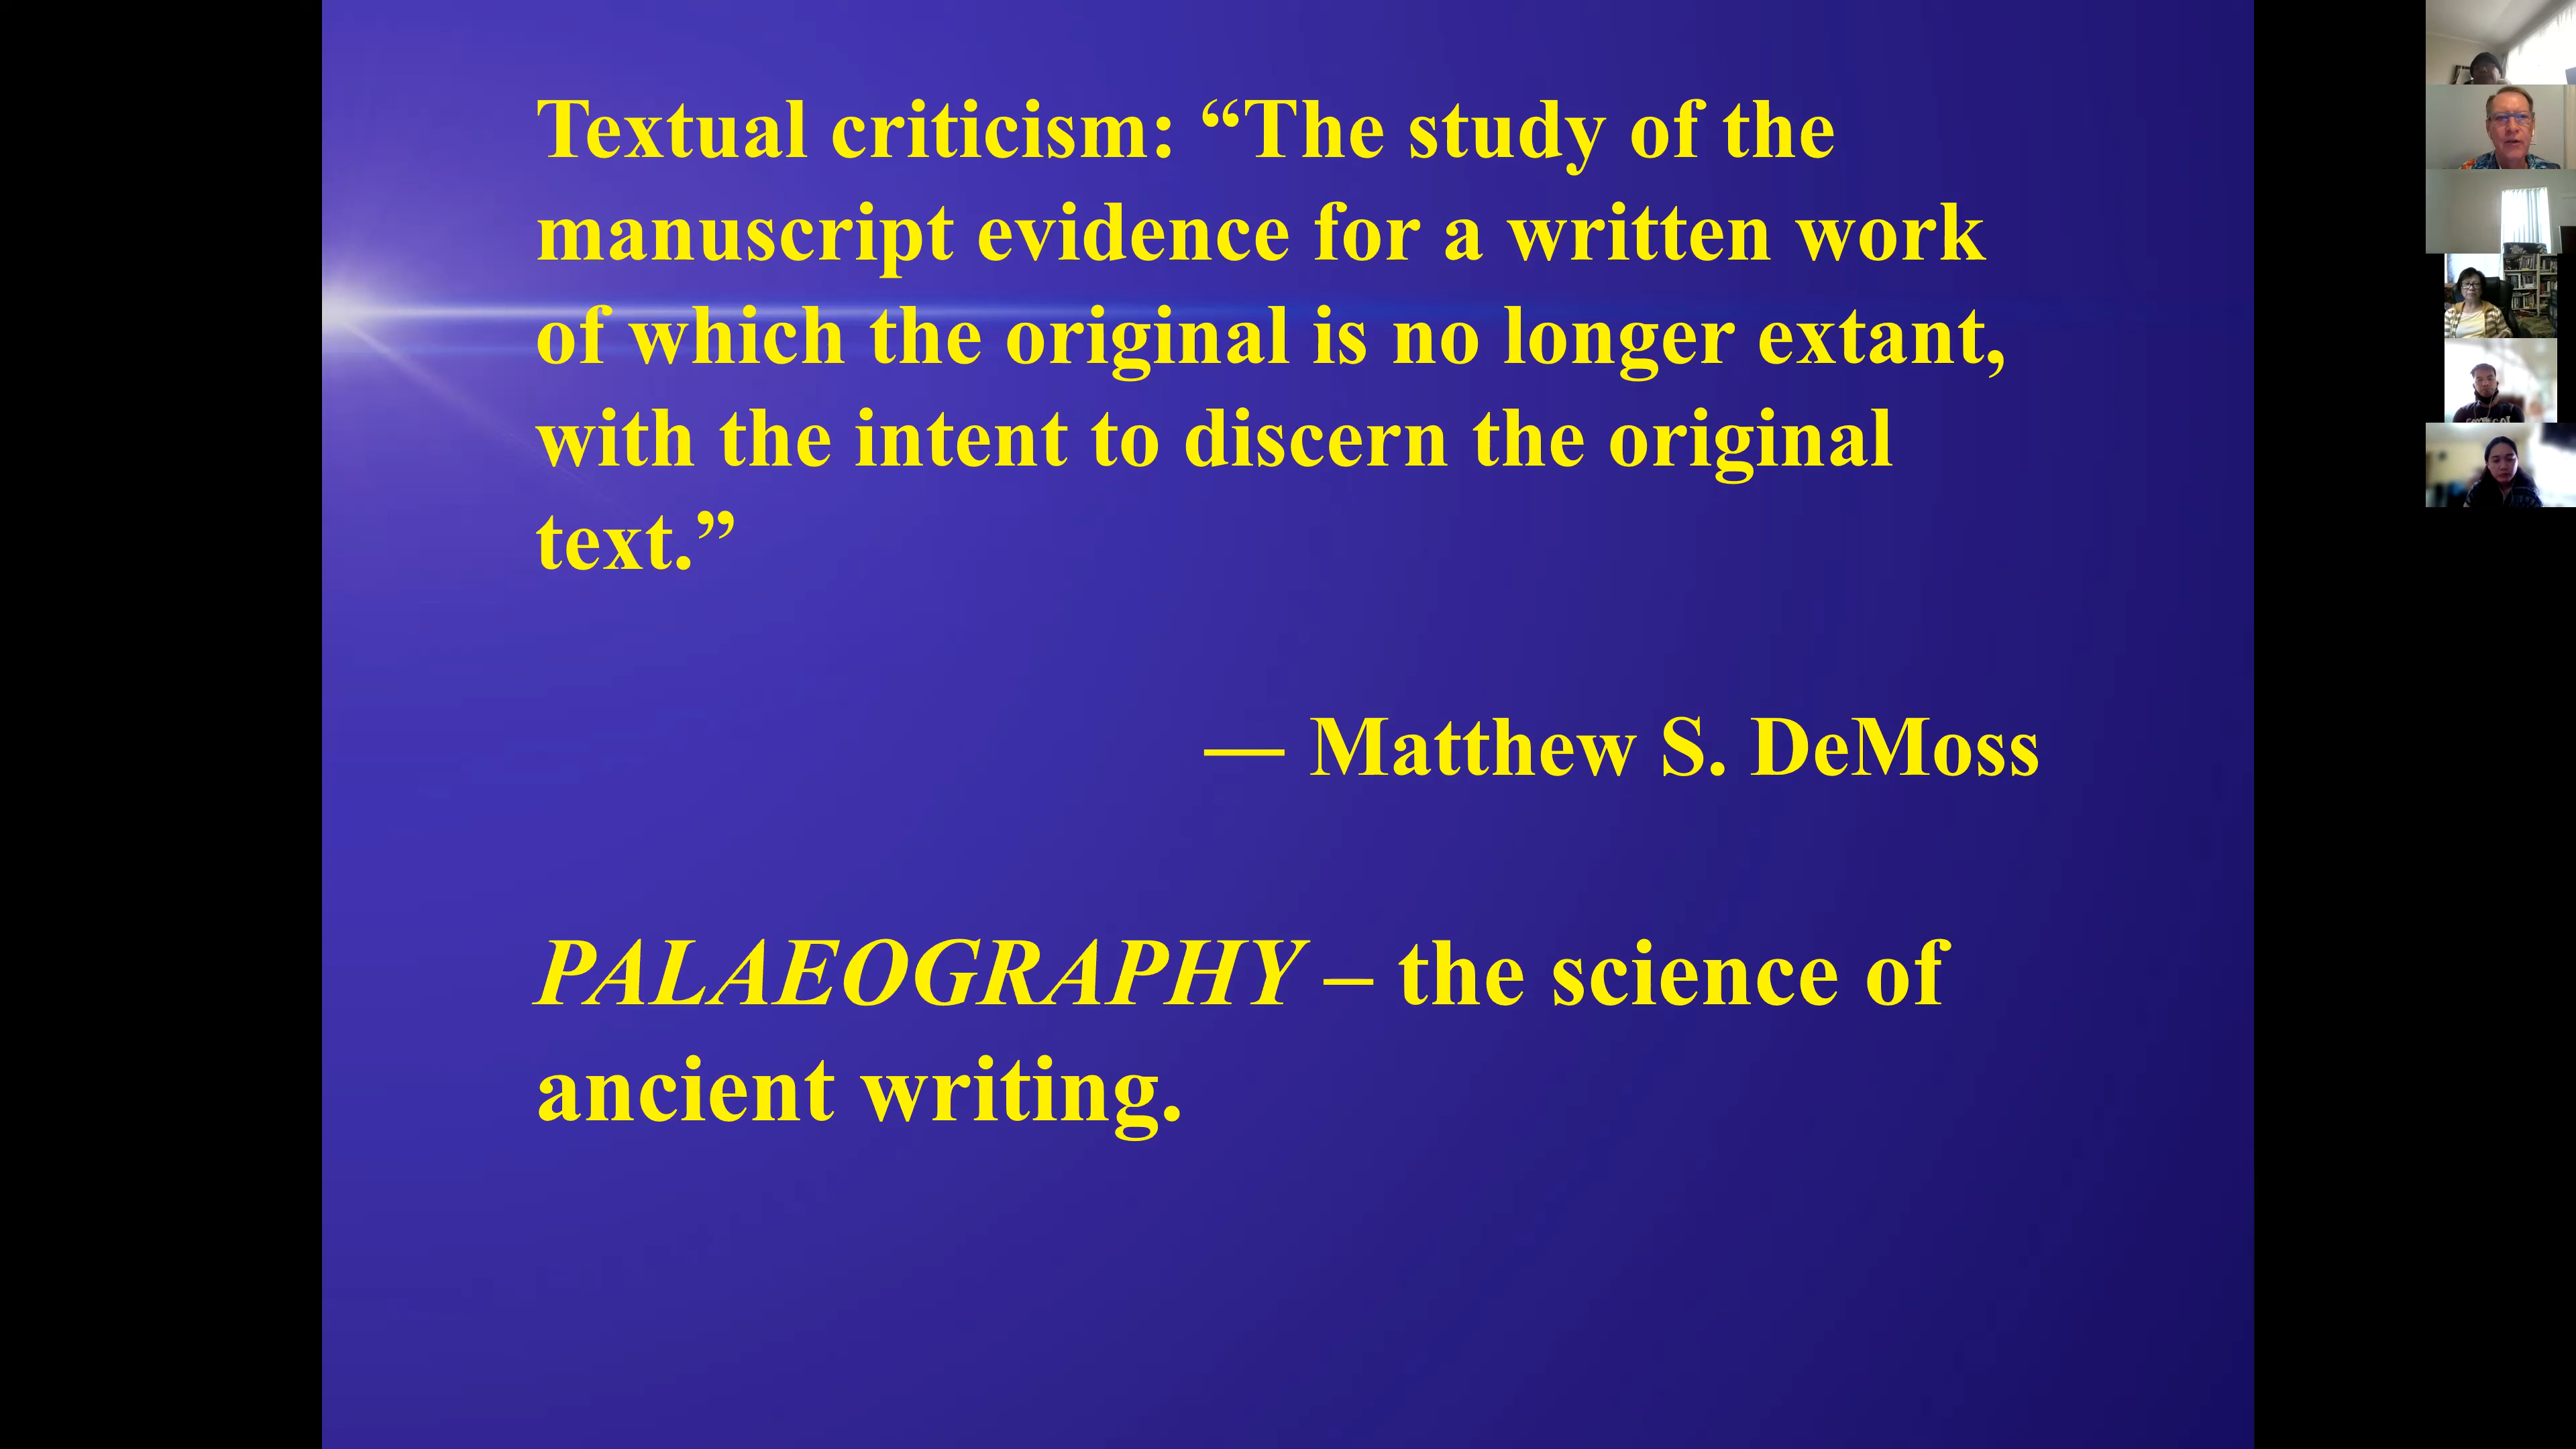 Textual criticism: “The study of the
manuscript evidence for a written work
of which the original is no longer extant,
with the intent to discern the original
text.”
— Matthew S. DeMoss
PALAEOGRAPHY – the science of
ancient writing.